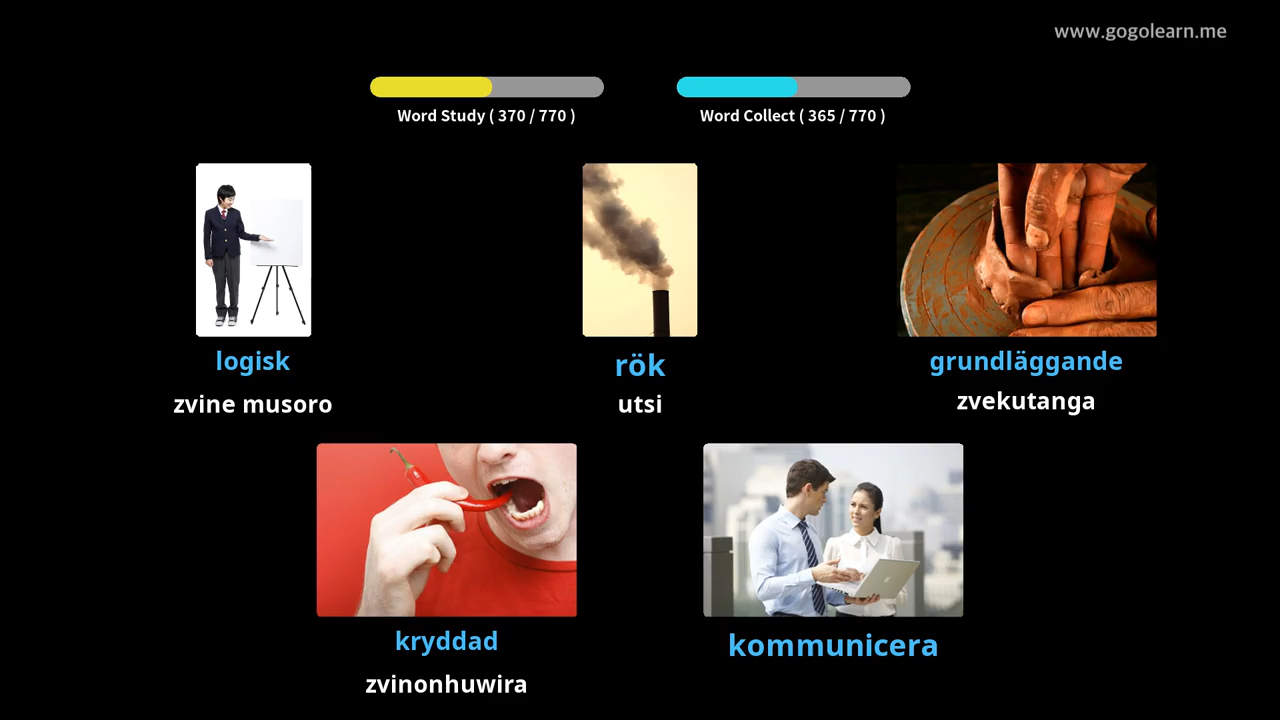 www.gogolearn.me
Word Study ( 370 / 770 )
Word Collect ( 365 / 770 )
logisk
zvine musoro
rök
utsi
grundläggande
zvekutanga
kryddad
zvinonhuwira
kommunicera